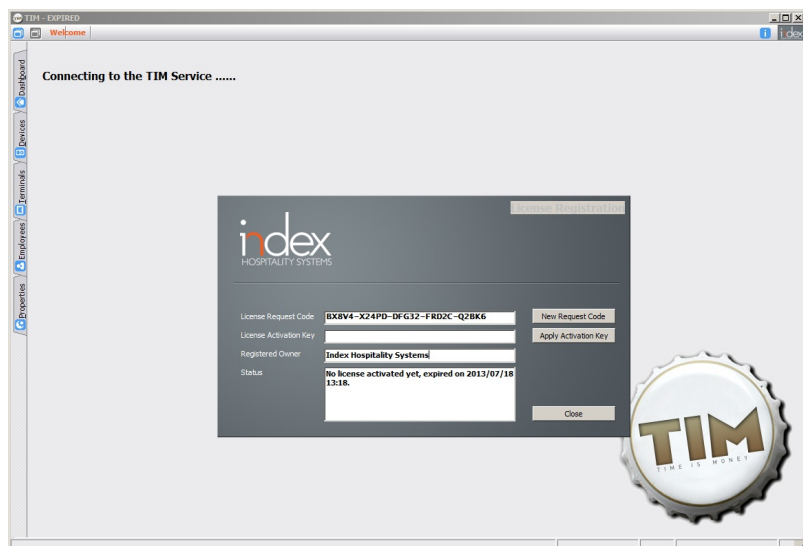 TIM - EXPIRED
Welcome
index
Dashboard
Connecting to the TIM Service ......
Devices
Terminals
Employees
Properties
License Registration
index
HOSPITALITY SYSTEMS
License Request Code BX8V4-X24PD-DFG32-FRD2C-Q2BK6 New Request Code
License Activation Key Apply Activation Key
Registered Owner Index Hospitality Systems
Status No license activated yet, expired on 2013/07/18
13:18.
Close
TIM
TIME IS MONEY